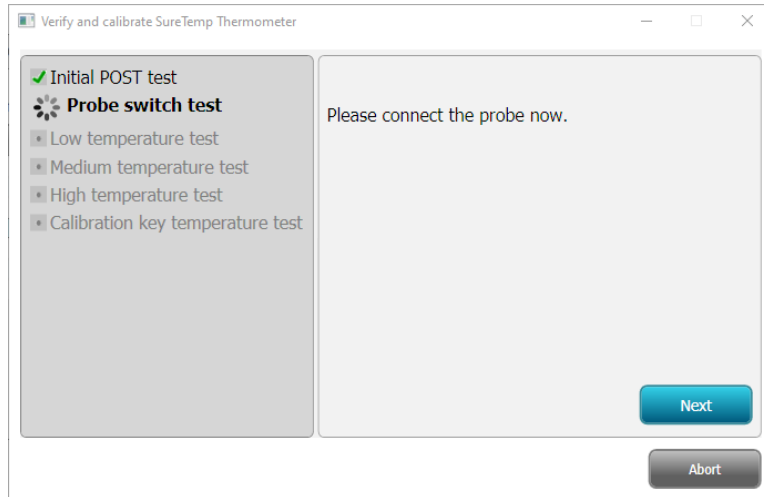 Verify and calibrate SureTemp Thermometer
Initial POST test
Probe switch test
Low temperature test
Medium temperature test
High temperature test
Calibration key temperature test
Please connect the probe now.
Next
Abort